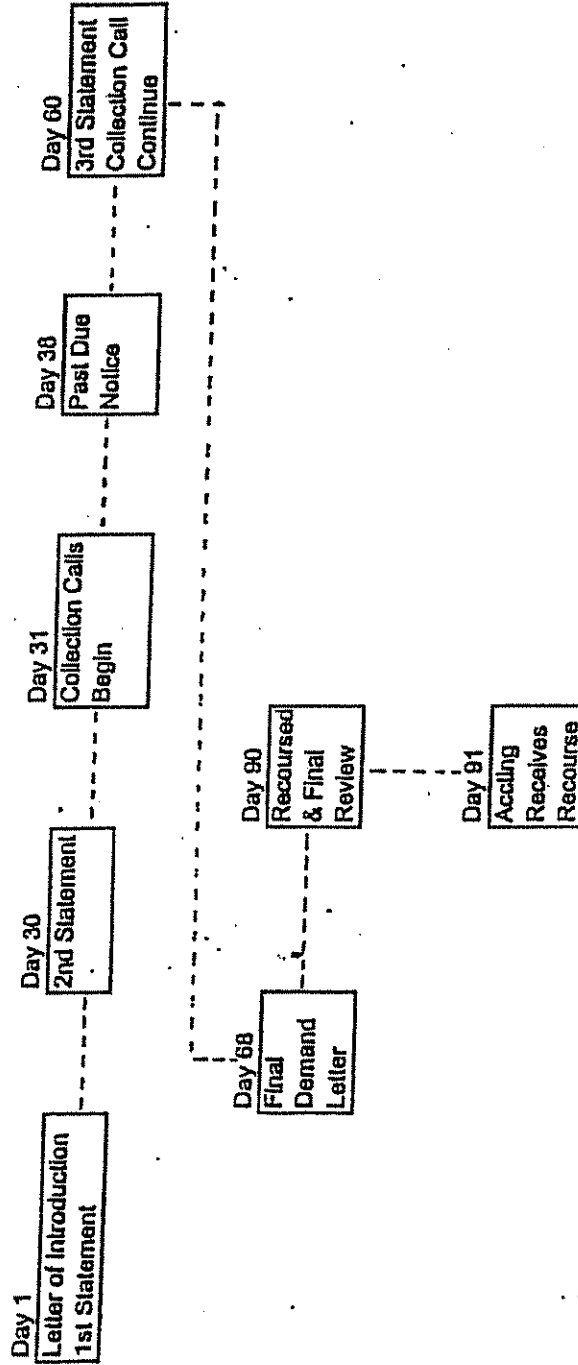 Day 1
Letter of Introduction
1st Statement
Day 30
2nd Statement
Day 31
Collection Calls
Begin
Day 38
Past Due
Notice
Day 60
3rd Statement
Collection Call
Continue
Day 68
Final
Demand
Letter
Day 90
Recoursed
& Final
Review
Day 91
Acctng
Receives
Recourse